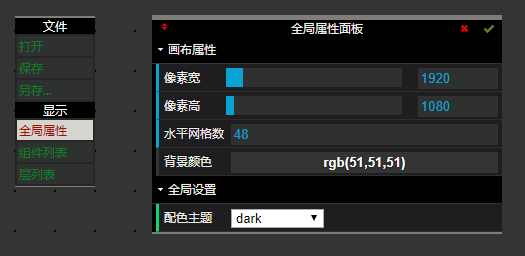 文件
打开
保存
另存...
显示
全局属性
组件列表
层列表
全局属性面板
画布属性
像素宽 1920
像素高 1080
水平网格数 48
背景颜色 rgb(51,51,51)
全局设置
配色主题 dark